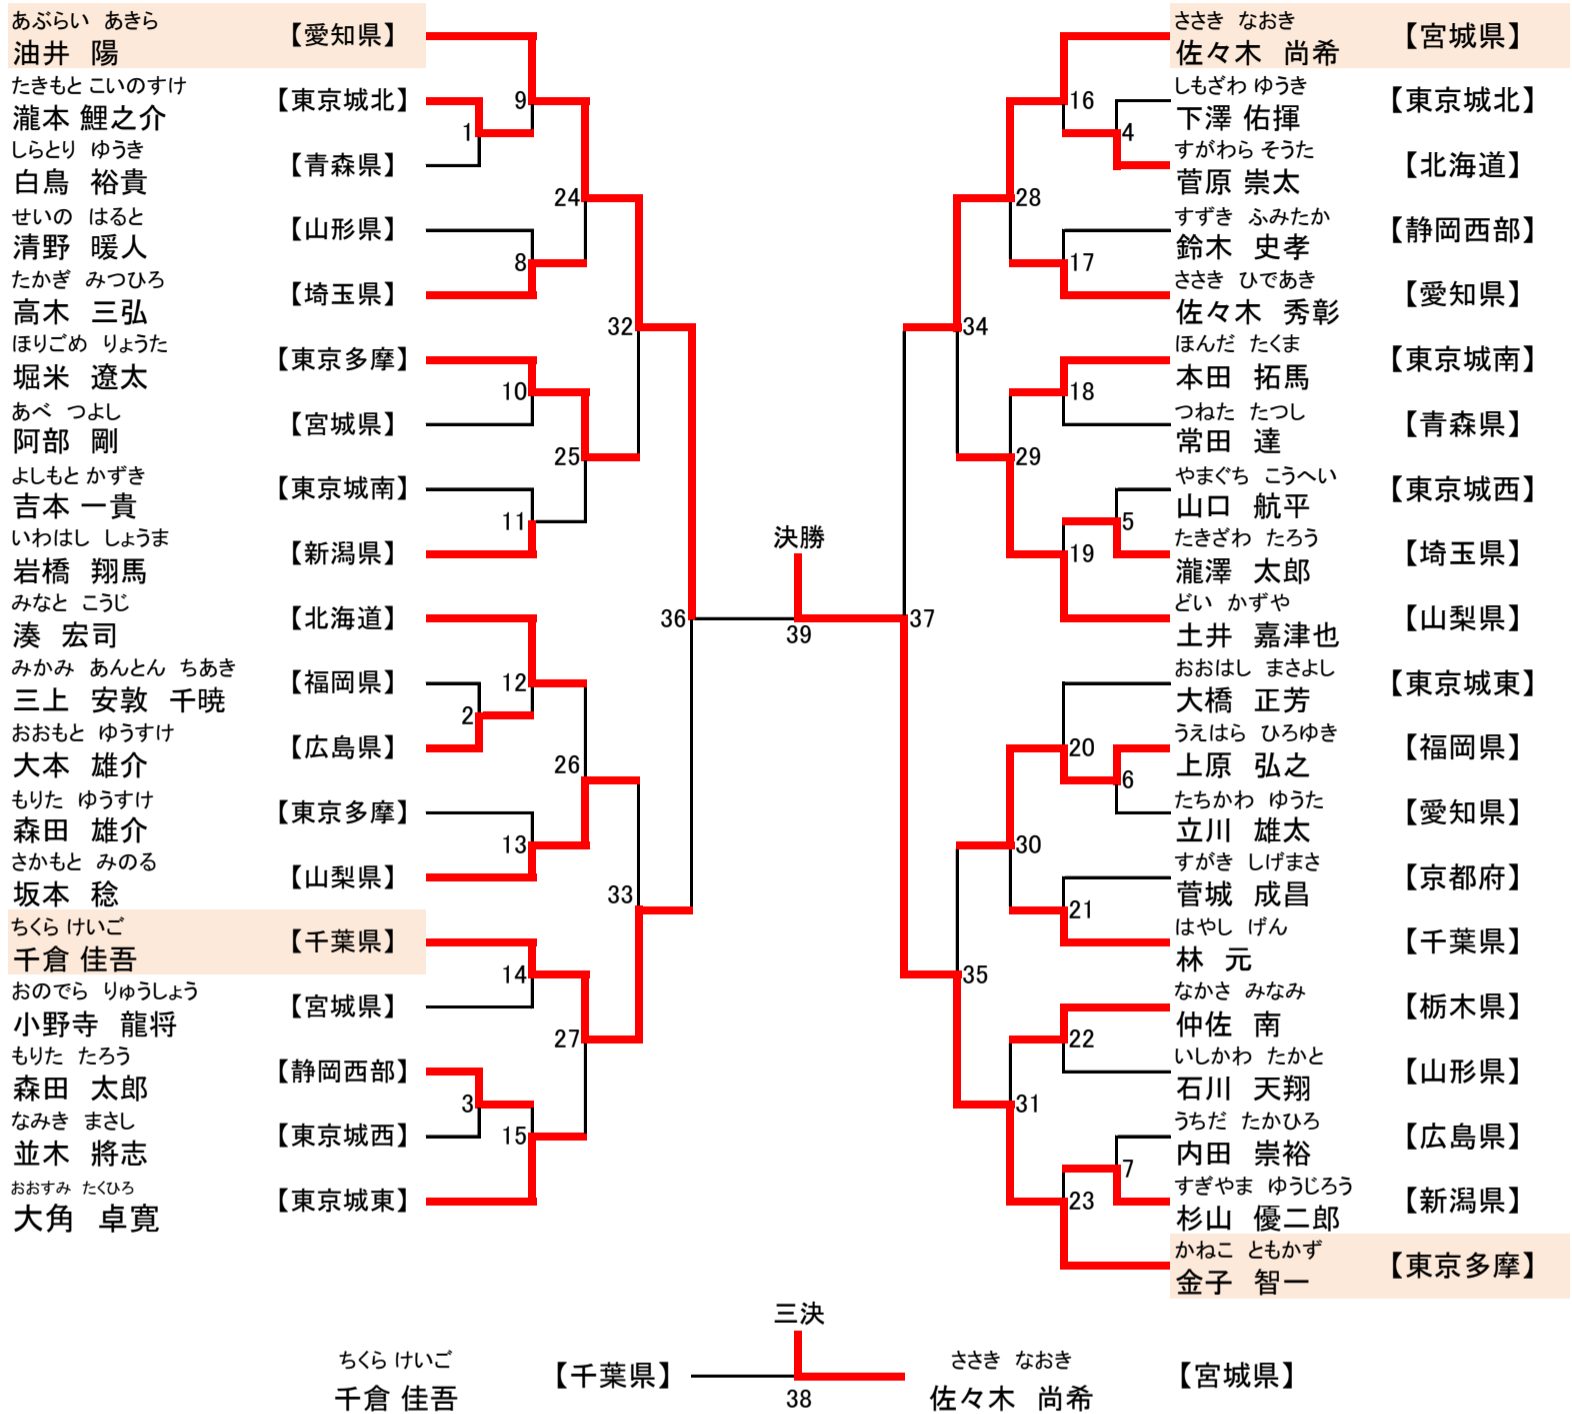 あぶらい　あきら
油井　陽　【愛知県】
たきもと こいのすけ
瀧本 鯉之介　【東京城北】
しらとり　ゆうき
白鳥　裕貴　【青森県】
せいの　はると
清野　暖人　【山形県】
たかぎ　みつひろ
高木　三弘　【埼玉県】
ほりごめ　りょうた
堀米　遼太　【東京多摩】
あべ　つよし
阿部　剛　【宮城県】
よしもと かずき
吉本 一貴　【東京城南】
いわはし しょうま
岩橋　翔馬　【新潟県】
みなと　こうじ
湊　宏司　【北海道】
みかみ　あんとん　ちあき
三上　安敦　千暁　【福岡県】
おおもと　ゆうすけ
大本　雄介　【広島県】
もりた　ゆうすけ
森田　雄介　【東京多摩】
さかもと　みのる
坂本　稔　【山梨県】
ちくら けいご
千倉 佳吾　【千葉県】
おのでら　りゅうしょう
小野寺　龍将　【宮城県】
もりた　たろう
森田　太郎　【静岡西部】
なみき　まさし
並木　將志　【東京城西】
おおすみ　たくひろ
大角　卓寛　【東京城東】
1
2
3
9
8
10
11
12
13
14
15
24
25
26
27
32
33
36
決勝
39
37
34
35
28
29
30
31
16
17
18
19
20
21
22
23
4
5
6
7
ささき　なおき
佐々木　尚希　【宮城県】
しもざわ ゆうき
下澤 佑揮　【東京城北】
すがわら そうた
菅原 崇太　【北海道】
すずき　ふみたか
鈴木　史孝　【静岡西部】
ささき　ひであき
佐々木　秀彰　【愛知県】
ほんだ　たくま
本田　拓馬　【東京城南】
つねた　たつし
常田　達　【青森県】
やまぐち　こうへい
山口　航平　【東京城西】
たきざわ　たろう
瀧澤　太郎　【埼玉県】
どい　かずや
土井　嘉津也　【山梨県】
おおはし　まさよし
大橋　正芳　【東京城東】
うえはら　ひろゆき
上原　弘之　【福岡県】
たちかわ　ゆうた
立川　雄太　【愛知県】
すがき　しげまさ
菅城　成昌　【京都府】
はやし　げん
林　元　【千葉県】
なかさ　みなみ
仲佐　南　【栃木県】
いしかわ　たかと
石川　天翔　【山形県】
うちだ　たかひろ
内田　崇裕　【広島県】
すぎやま　ゆうじろう
杉山　優二郎　【新潟県】
かねこ　ともかず
金子　智一　【東京多摩】
三決
ちくら けいご
千倉 佳吾　【千葉県】
38
ささき　なおき
佐々木　尚希　【宮城県】